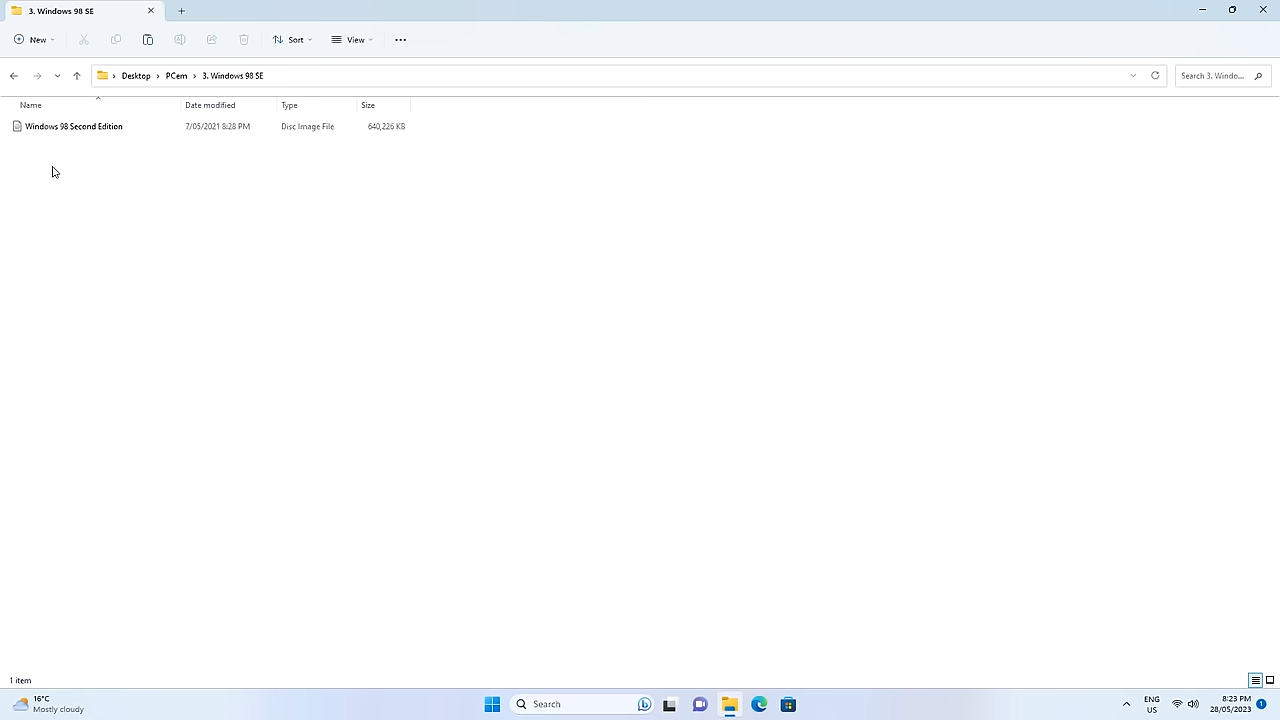 3. Windows 98 SE
New
Sort
View
Desktop > PCem > 3. Windows 98 SE
Search 3. Windo...
Name Date modified Type Size
Windows 98 Second Edition 7/05/2021 8:28 PM Disc Image File 640,226 KB
1 item
16°C
Mostly cloudy
Search
ENG
US
8:23 PM
28/05/2023
1